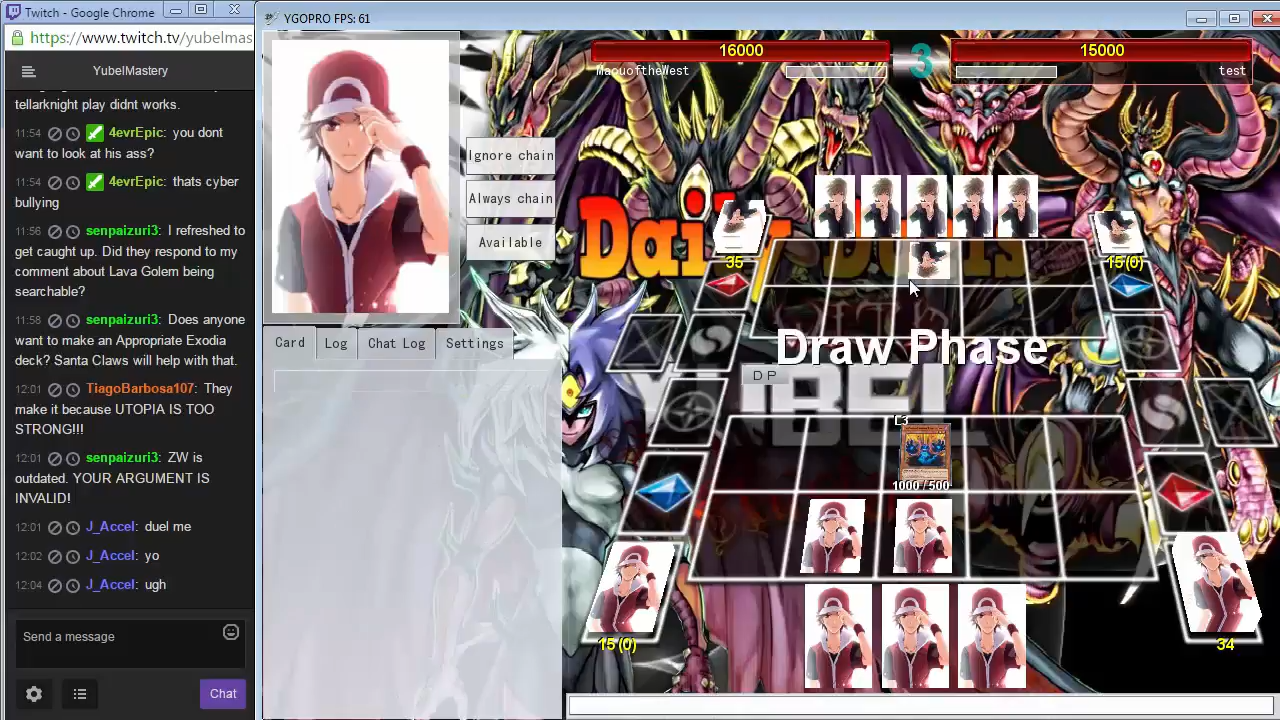 Twitch - Google Chrome
https://www.twitch.tv/yubelmas
YubelMastery
tellarknight play didnt works.
11:54 4evrEpic: you dont
want to look at his ass?
11:54 4evrEpic: thats cyber
bullying
11:56 senpaizuri3: I refreshed to
get caught up. Did they respond to my
comment about Lava Golem being
searchable?
11:58 senpaizuri3: Does anyone
want to make an Appropriate Exodia
deck? Santa Claws will help with that.
12:01 TiagoBarbosa107: They
make it because UTOPIA IS TOO
STRONG!!!
12:01 senpaizuri3: ZW is
outdated. YOUR ARGUMENT IS
INVALID!
12:01 J_Accel: duel me
12:02 J_Accel: yo
12:04 J_Accel: ugh
Send a message
Chat
YGOPRO FPS: 61
Ignore chain
Always chain
Available
Card
Log
Chat Log
Settings
16000
MaouoftheWest
3
15000
test
35
15(0)
Draw Phase
DP
YUBEL
L3
1000/500
15(0)
34